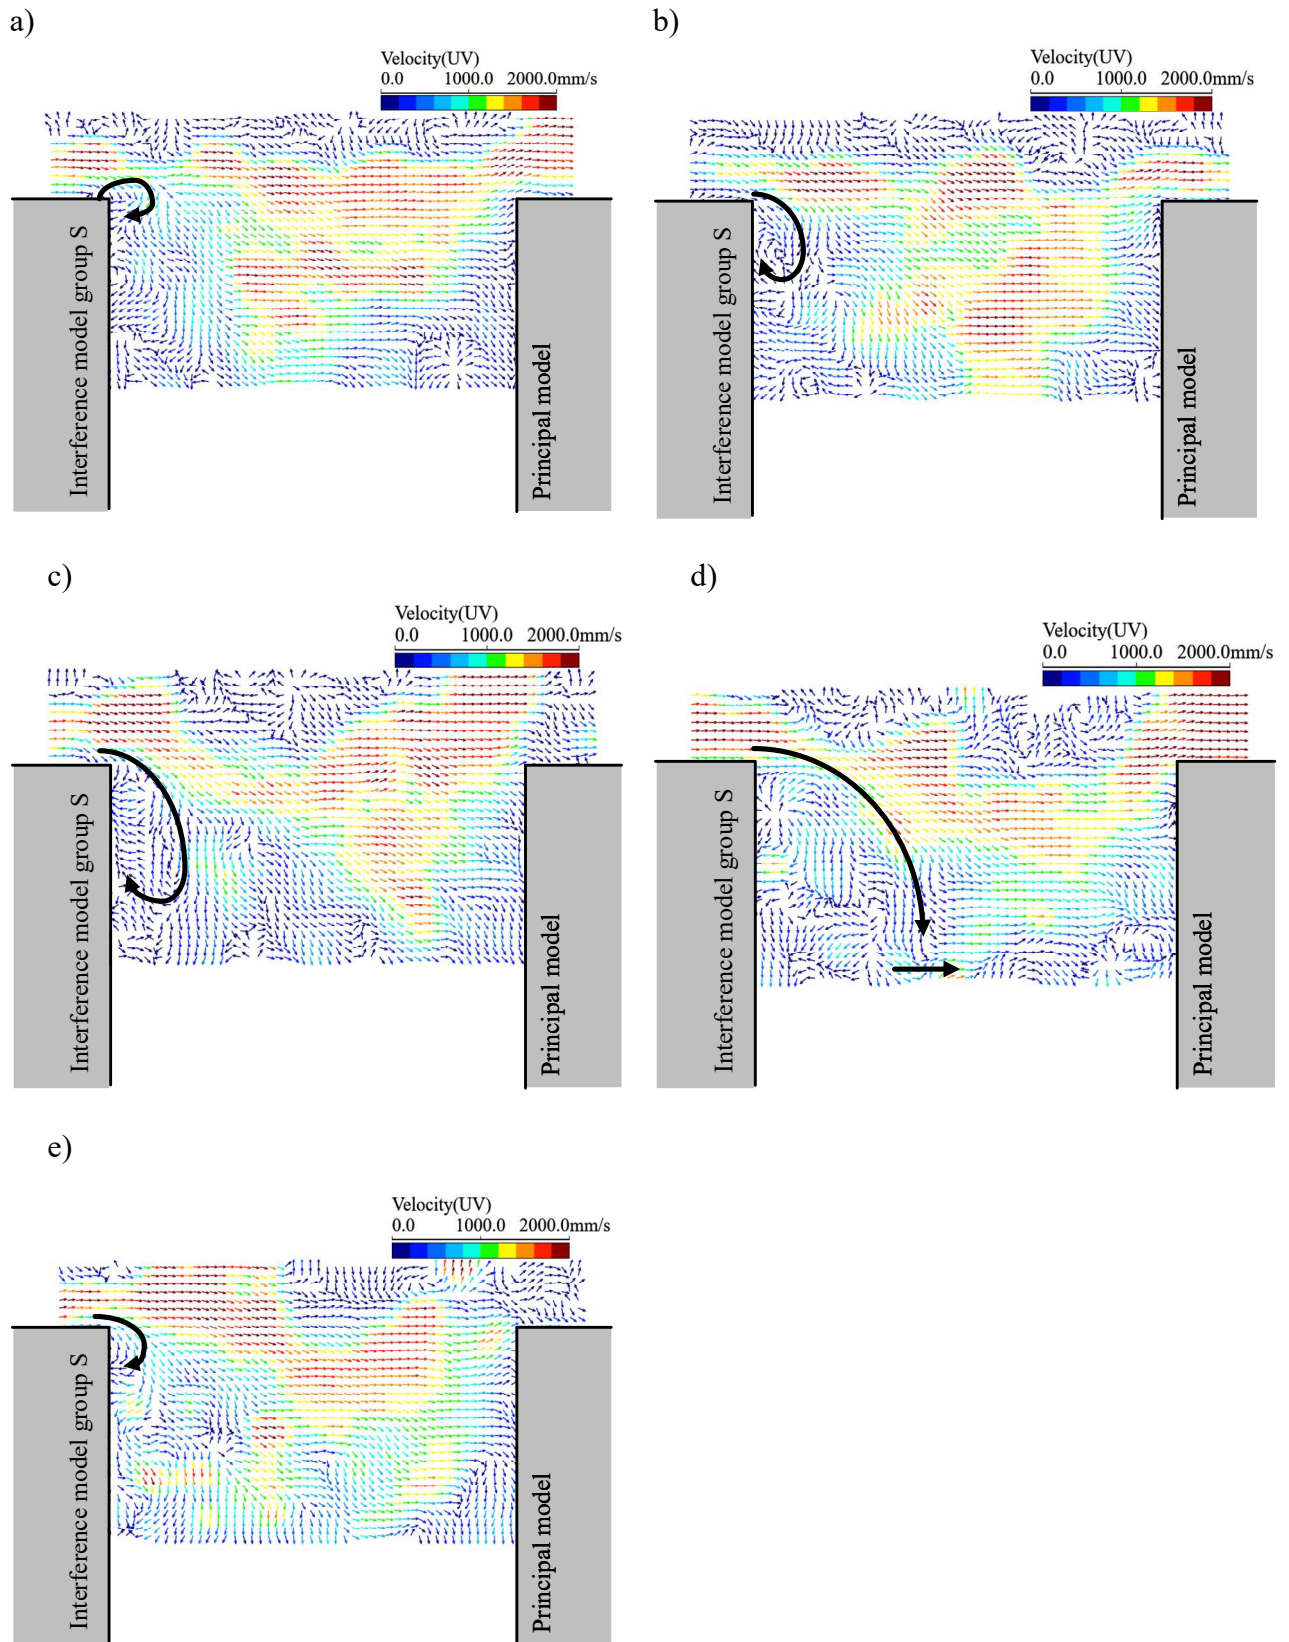 a)
Velocity(UV)
0.0 1000.0 2000.0mm/s
Interference model group S
Principal model
b)
Velocity(UV)
0.0 1000.0 2000.0mm/s
Interference model group S
Principal model
c)
Velocity(UV)
0.0 1000.0 2000.0mm/s
Interference model group S
Principal model
d)
Velocity(UV)
0.0 1000.0 2000.0mm/s
Interference model group S
Principal model
e)
Velocity(UV)
0.0 1000.0 2000.0mm/s
Interference model group S
Principal model